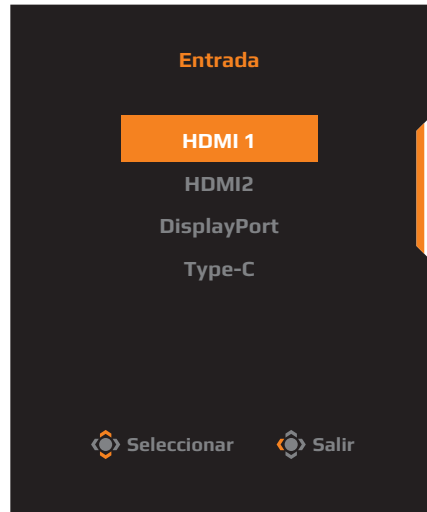 Entrada
HDMI 1
HDMI2
DisplayPort
Type-C
Seleccionar Salir